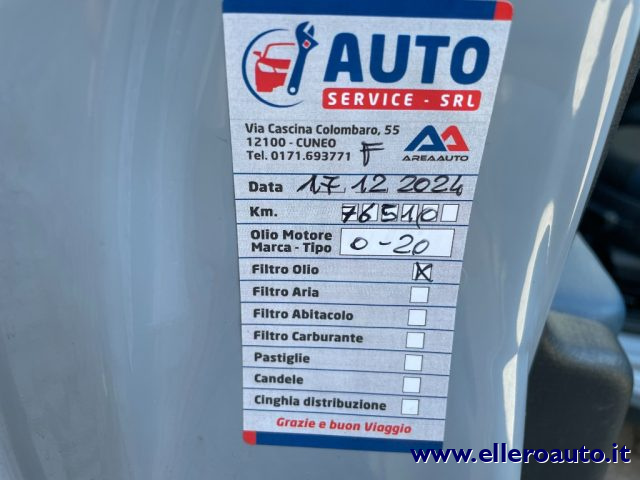 AUTO
SERVICE - SRL
Via Cascina Colombaro, 55
12100 - CUNEO
Tel. 0171.693771 F
AREAAUTO
Data 17 12 2024
Km. 76510
Olio Motore
Marca - Tipo 0-20
Filtro Olio X
Filtro Aria
Filtro Abitacolo
Filtro Carburante
Pastiglie
Candele
Cinghia distribuzione
Grazie e buon Viaggio
www.elleroauto.it